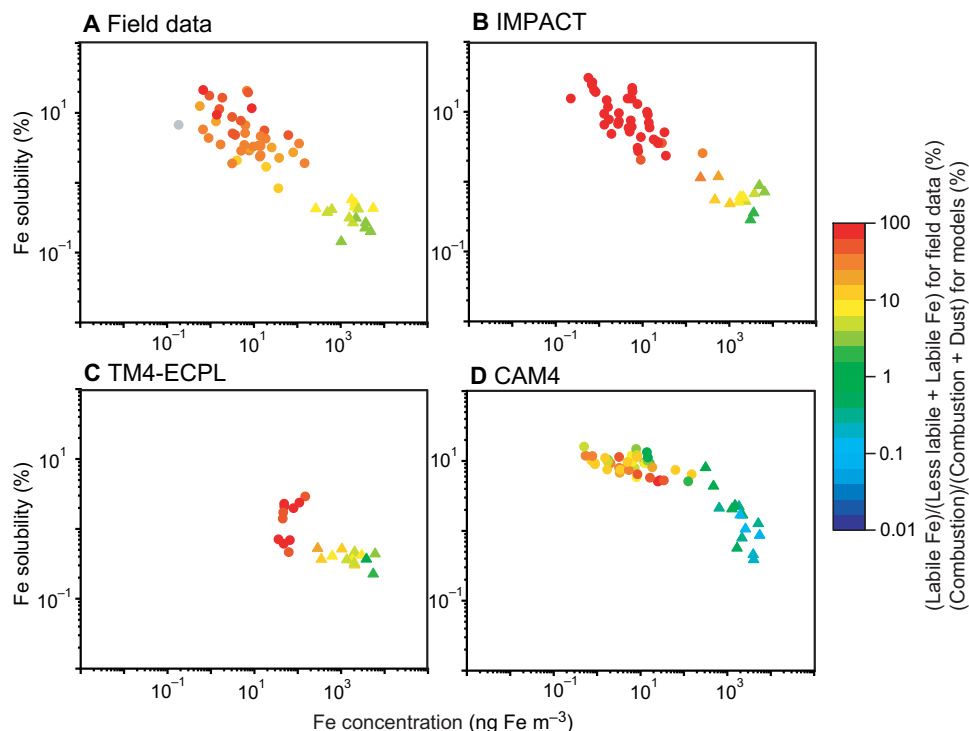 A Field data
B IMPACT
Fe solubility (%)
10¹
10⁻¹
10⁻¹ 10¹ 10³
10¹
10⁻¹
10⁻¹ 10¹ 10³
C TM4-ECPL
D CAM4
Fe solubility (%)
10¹
10⁻¹
10⁻¹ 10¹ 10³
10¹
10⁻¹
10⁻¹ 10¹ 10³
Fe concentration (ng Fe m⁻³)
100
10
1
0.1
0.01
(Labile Fe)/(Less labile + Labile Fe) for field data (%)
(Combustion)/(Combustion + Dust) for models (%)